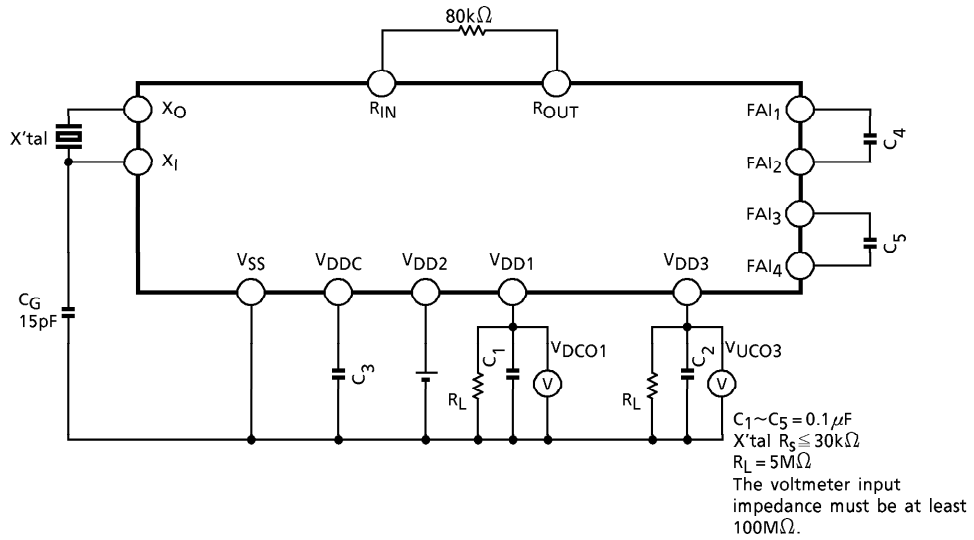 80kΩ
RIN
ROUT
XO
X'tal
XI
FAI1
FAI2
C4
FAI3
FAI4
C5
VSS
VDDC
VDD2
VDD1
VDD3
CG
15pF
C3
C1
VDCO1
V
RL
C2
VUCO3
V
RL
C1~C5 = 0.1μF
X'tal RS ≦ 30kΩ
RL = 5MΩ
The voltmeter input
impedance must be at least
100MΩ.